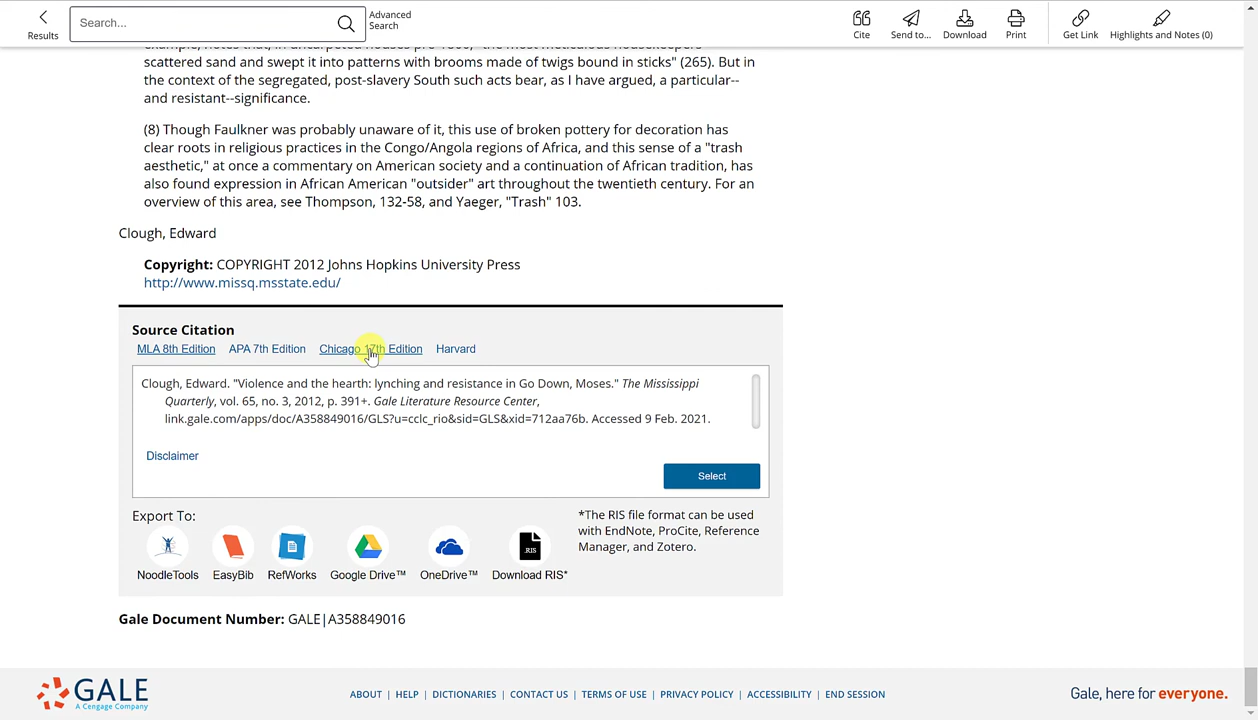 Results
Search...
Advanced
Search
Cite
Send to...
Download
Print
Get Link
Highlights and Notes (0)
scattered sand and swept it into patterns with brooms made of twigs bound in sticks" (265). But in
the context of the segregated, post-slavery South such acts bear, as I have argued, a particular--
and resistant--significance.
(8) Though Faulkner was probably unaware of it, this use of broken pottery for decoration has
clear roots in religious practices in the Congo/Angola regions of Africa, and this sense of a "trash
aesthetic," at once a commentary on American society and a continuation of African tradition, has
also found expression in African American "outsider" art throughout the twentieth century. For an
overview of this area, see Thompson, 132-58, and Yaeger, "Trash" 103.
Clough, Edward
Copyright: COPYRIGHT 2012 Johns Hopkins University Press
http://www.missq.msstate.edu/
Source Citation
MLA 8th Edition APA 7th Edition Chicago 17th Edition Harvard
Clough, Edward. "Violence and the hearth: lynching and resistance in Go Down, Moses." The Mississippi
Quarterly, vol. 65, no. 3, 2012, p. 391+. Gale Literature Resource Center,
link.gale.com/apps/doc/A358849016/GLS?u=cclc_rio&sid=GLS&xid=712aa76b. Accessed 9 Feb. 2021.
Disclaimer
Select
Export To:
*The RIS file format can be used
with EndNote, ProCite, Reference
Manager, and Zotero.
.RIS
NoodleTools EasyBib RefWorks Google Drive™ OneDrive™ Download RIS*
Gale Document Number: GALE|A358849016
GALE
A Cengage Company
ABOUT | HELP | DICTIONARIES | CONTACT US | TERMS OF USE | PRIVACY POLICY | ACCESSIBILITY | END SESSION
Gale, here for everyone.